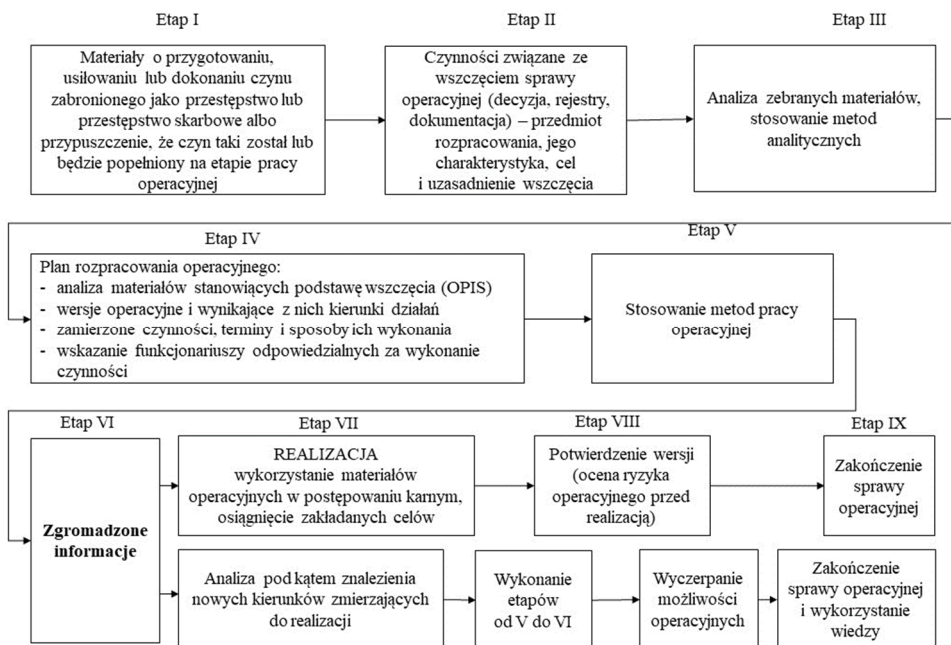 Etap I
Materiały o przygotowaniu,
usiłowaniu lub dokonaniu czynu
zabronionego jako przestępstwo lub
przestępstwo skarbowe albo
przypuszczenie, że czyn taki został lub
będzie popełniony na etapie pracy
operacyjnej
Etap II
Czynności związane ze
wszczęciem sprawy
operacyjnej (decyzja, rejestry,
dokumentacja) – przedmiot
rozpracowania, jego
charakterystyka, cel
i uzasadnienie wszczęcia
Etap III
Analiza zebranych materiałów,
stosowanie metod
analitycznych
Etap IV
Plan rozpracowania operacyjnego:
- analiza materiałów stanowiących podstawę wszczęcia (OPIS)
- wersje operacyjne i wynikające z nich kierunki działań
- zamierzone czynności, terminy i sposoby ich wykonania
- wskazanie funkcjonariuszy odpowiedzialnych za wykonanie
czynności
Etap V
Stosowanie metod pracy
operacyjnej
Etap VI
Zgromadzone
informacje
Etap VII
REALIZACJA
wykorzystanie materiałów
operacyjnych w postępowaniu karnym,
osiągnięcie zakładanych celów
Etap VIII
Potwierdzenie wersji
(ocena ryzyka
operacyjnego przed
realizacją)
Etap IX
Zakończenie
sprawy
operacyjnej
Analiza pod kątem znalezienia
nowych kierunków zmierzających
do realizacji
Wykonanie
etapów
od V do VI
Wyczerpanie
możliwości
operacyjnych
Zakończenie
sprawy operacyjnej
i wykorzystanie
wiedzy